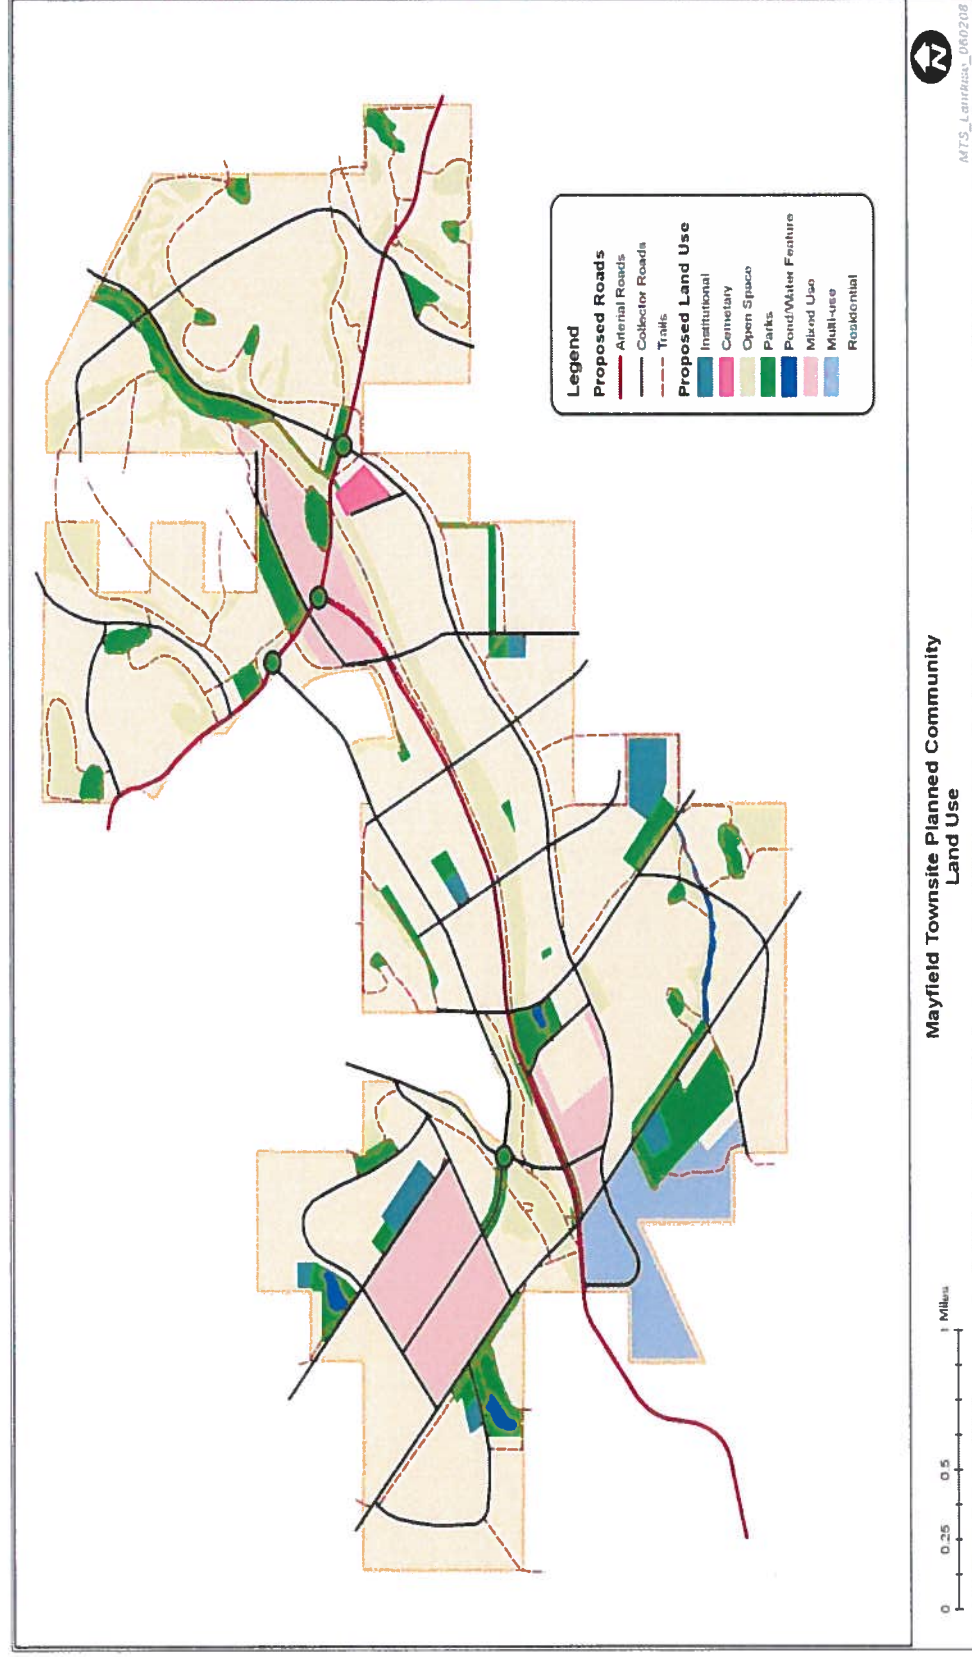 Legend
Proposed Roads
Arterial Roads
Collector Roads
Trails
Proposed Land Use
Institutional
Cemetary
Open Space
Parks
Pond/Water Feature
Mixed Use
Multi-use
Residential
0 0.25 0.5 1 Miles
Mayfield Townsite Planned Community
Land Use
N
MTS_Landuse_060208